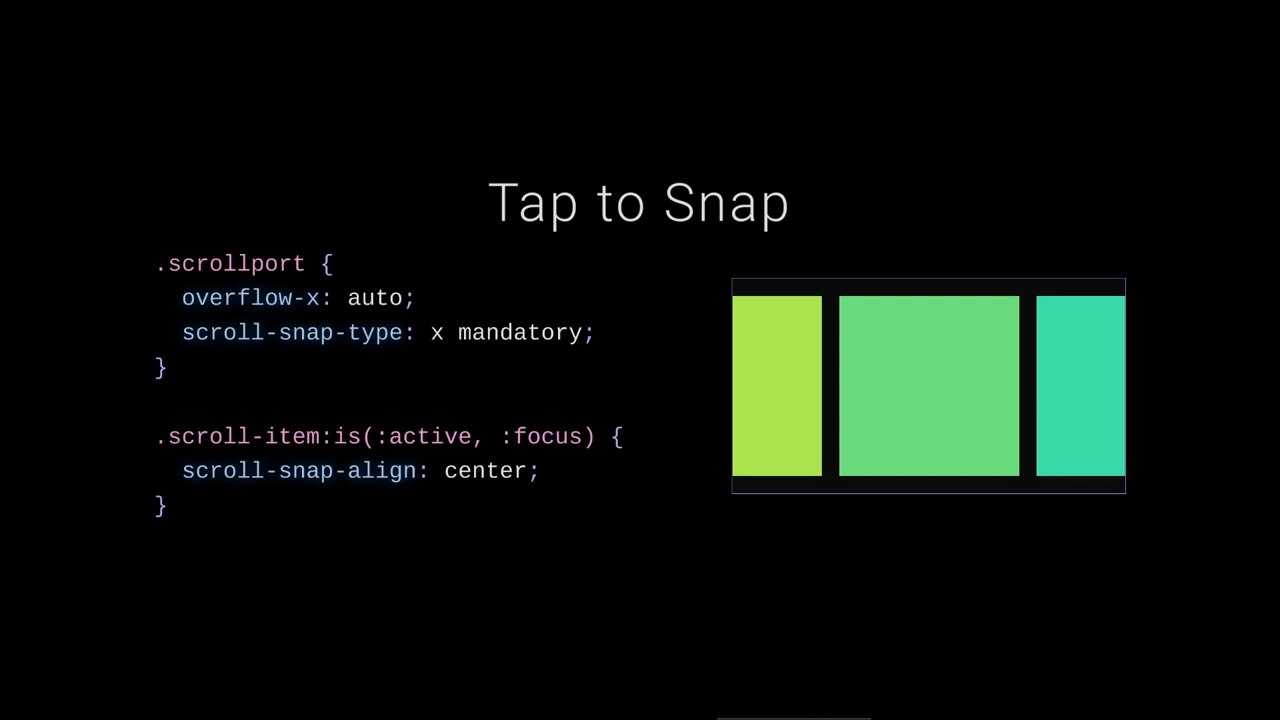 Tap to Snap
.scrollport {
  overflow-x: auto;
  scroll-snap-type: x mandatory;
}
.scroll-item:is(:active, :focus) {
  scroll-snap-align: center;
}